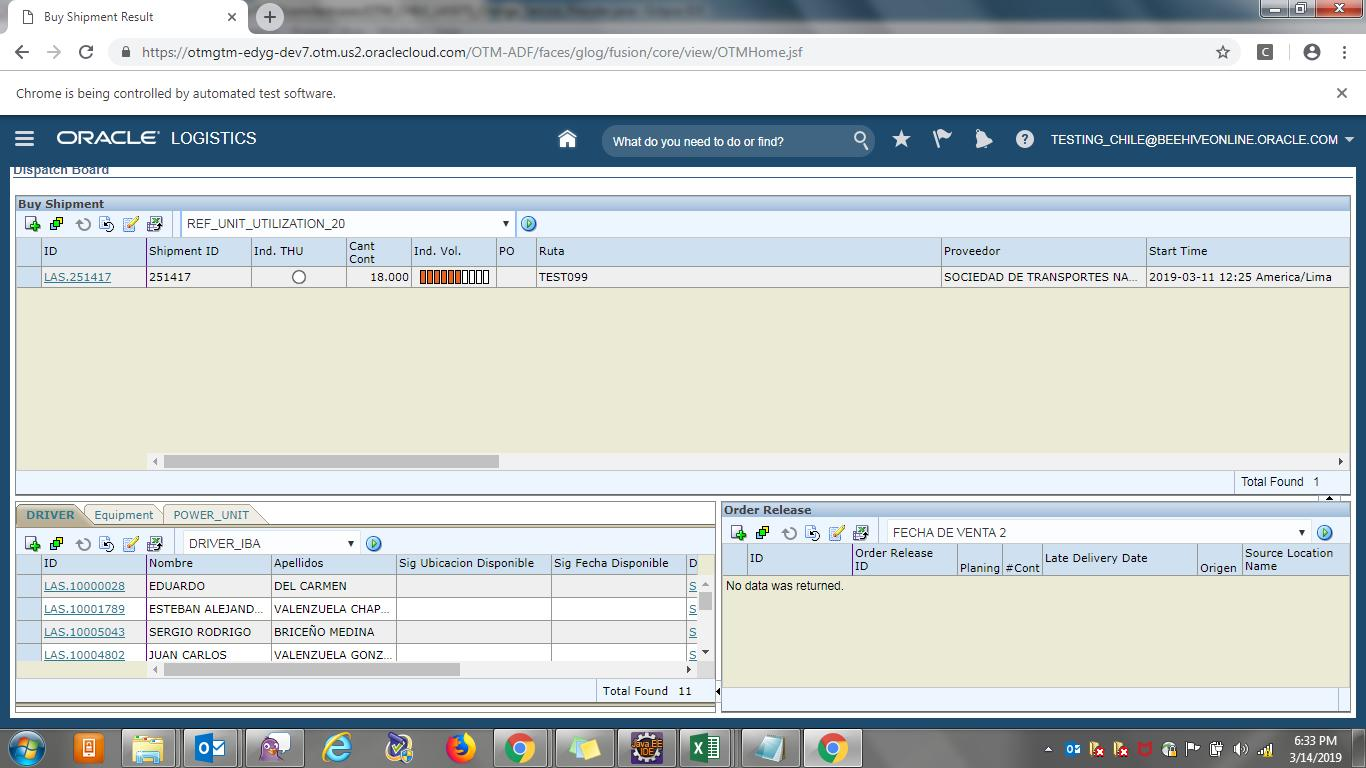 Buy Shipment Result
https://otmgtm-edyg-dev7.otm.us2.oraclecloud.com/OTM-ADF/faces/glog/fusion/core/view/OTMHome.jsf
C
Chrome is being controlled by automated test software.
ORACLE LOGISTICS
What do you need to do or find?
TESTING_CHILE@BEEHIVEONLINE.ORACLE.COM
Dispatch Board
Buy Shipment
REF_UNIT_UTILIZATION_20
ID Shipment ID Ind. THU Cant Cont Ind. Vol. PO Ruta Proveedor Start Time
LAS.251417 251417 18.000 TEST099 SOCIEDAD DE TRANSPORTES NA... 2019-03-11 12:25 America/Lima
Total Found 1
DRIVER Equipment POWER_UNIT
DRIVER_IBA
ID Nombre Apellidos Sig Ubicacion Disponible Sig Fecha Disponible D
LAS.10000028 EDUARDO DEL CARMEN S
LAS.10001789 ESTEBAN ALEJAND... VALENZUELA CHAP... S
LAS.10005043 SERGIO RODRIGO BRICEÑO MEDINA S
LAS.10004802 JUAN CARLOS VALENZUELA GONZ... S
Total Found 11
Order Release
FECHA DE VENTA 2
ID Order Release ID Planing #Cont Late Delivery Date Origen Source Location Name
No data was returned.
Java EE IDE
6:33 PM
3/14/2019